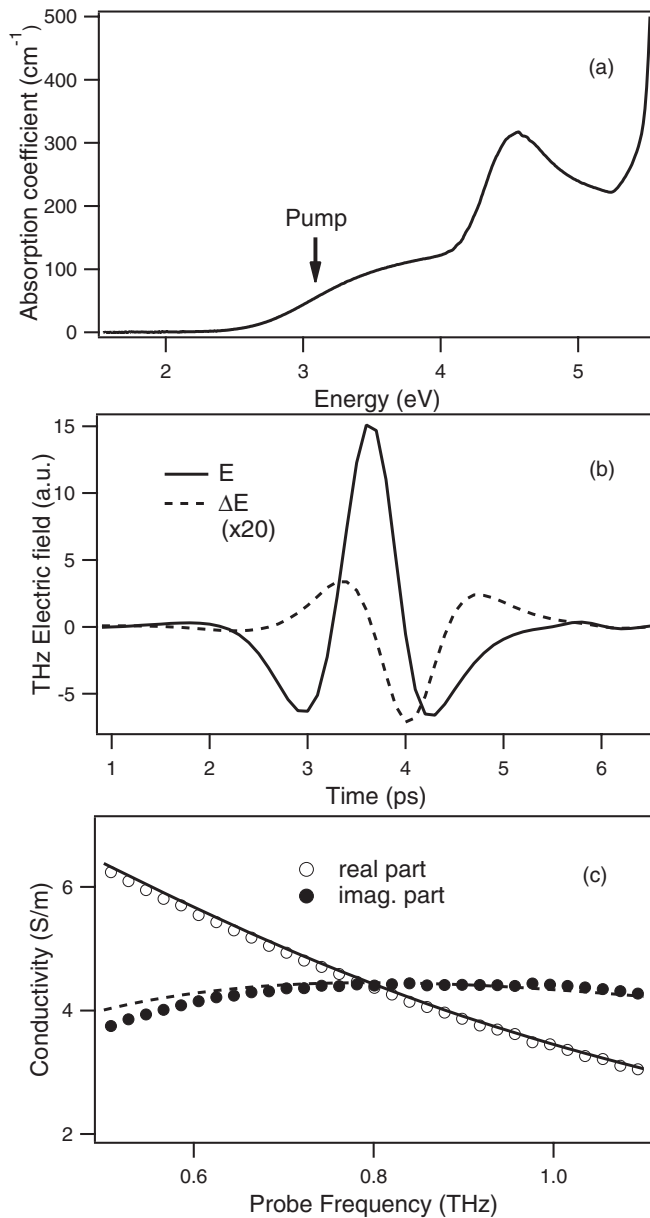 500
400
300
200
100
0
Absorption coefficient (cm-1)
(a)
Pump
2 3 4 5
Energy (eV)
15
10
5
0
-5
THz Electric field (a.u.)
(b)
E
ΔE
(x20)
1 2 3 4 5 6
Time (ps)
6
4
2
Conductivity (S/m)
real part
imag. part
(c)
0.6 0.8 1.0
Probe Frequency (THz)